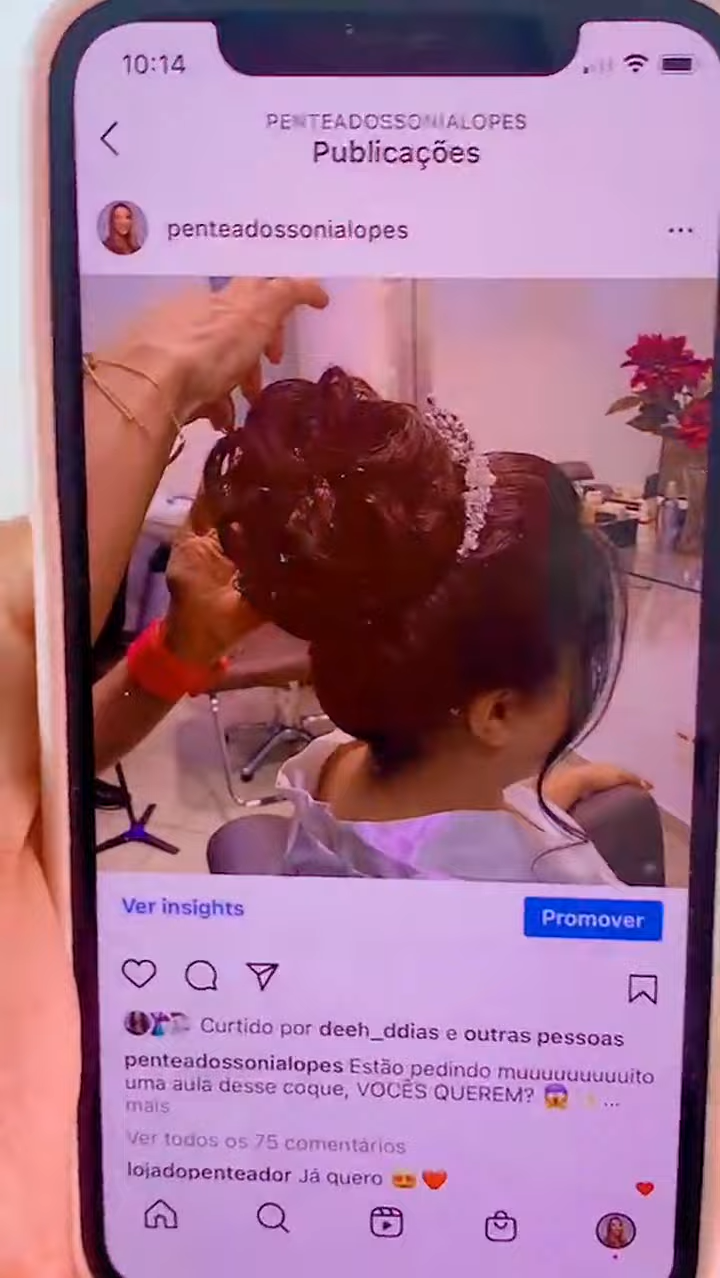 10:14
PENTEADOSSONIALOPES
Publicações
penteadossonialopes
Ver insights
Promover
Curtido por deeh_ddias e outras pessoas
penteadossonialopes Estão pedindo muuuuuuuuuito
uma aula desse coque, VOCÊS QUEREM? 😱 ✨ ...
mais
Ver todos os 75 comentários
lojadopenteador Já quero 😍❤️